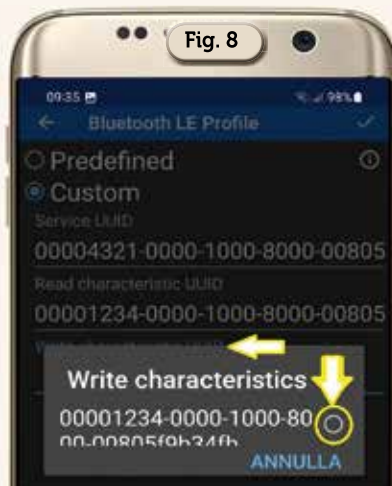 Fig. 8
09:35 98%
Bluetooth LE Profile
Predefined
Custom
Service UUID
00004321-0000-1000-8000-00805
Read characteristic UUID
00001234-0000-1000-8000-00805
Write characteristics
00001234-0000-1000-80
00-00805f9b34fb
ANNULLA